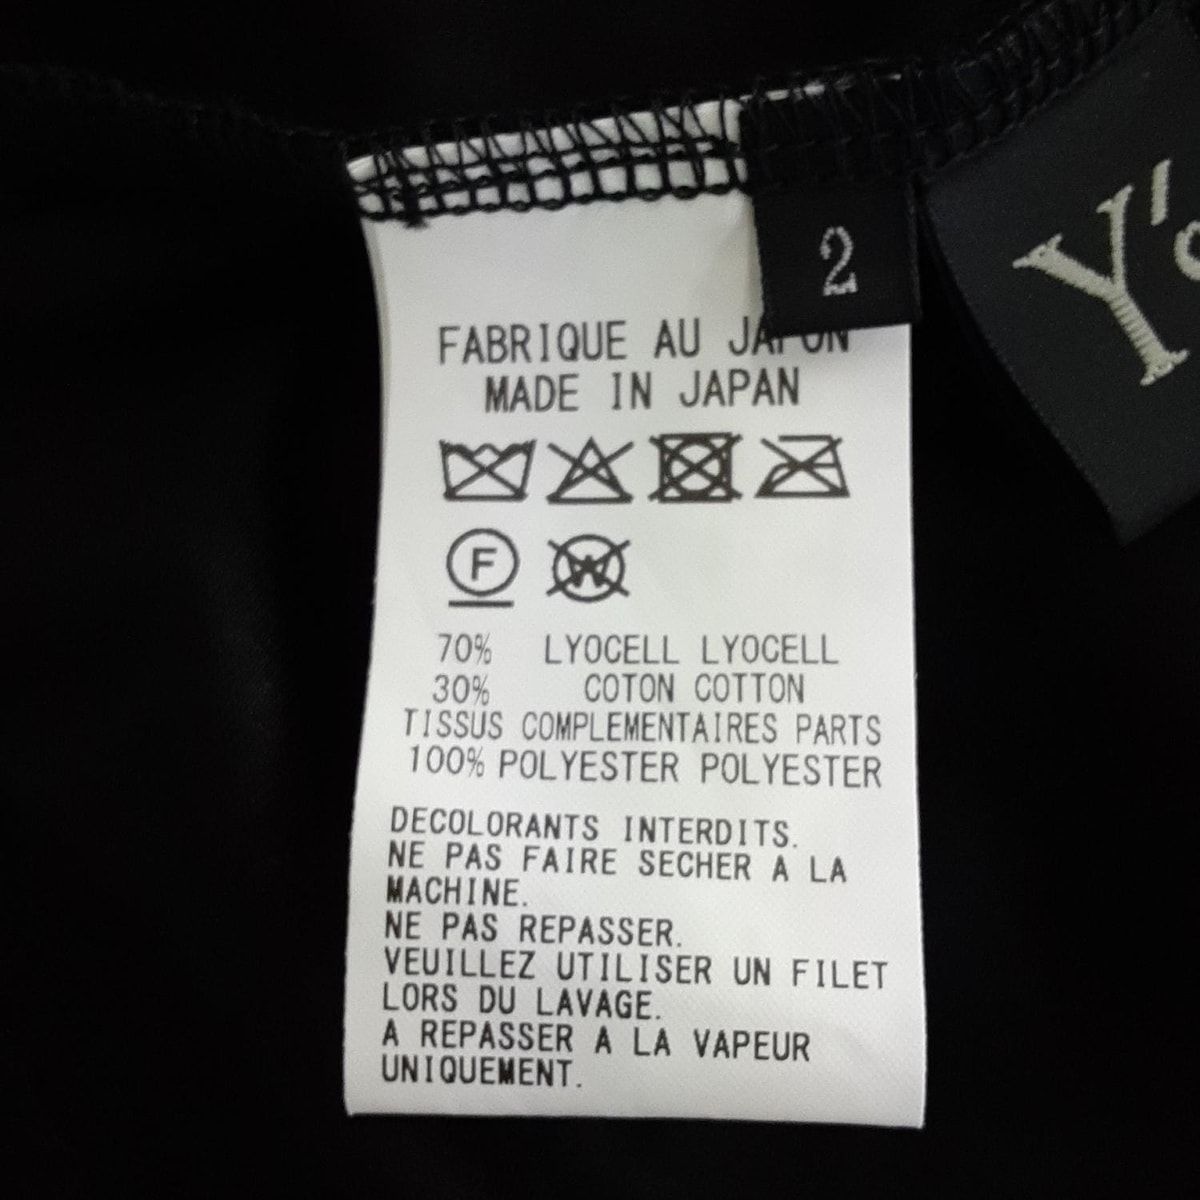 2
Y's
FABRIQUE AU JAPON
MADE IN JAPAN
F
W
70% LYOCELL LYOCELL
30% COTON COTTON
TISSUS COMPLEMENTAIRES PARTS
100% POLYESTER POLYESTER
DECOLORANTS INTERDITS.
NE PAS FAIRE SECHER A LA
MACHINE.
NE PAS REPASSER.
VEUILLEZ UTILISER UN FILET
LORS DU LAVAGE.
A REPASSER A LA VAPEUR
UNIQUEMENT.